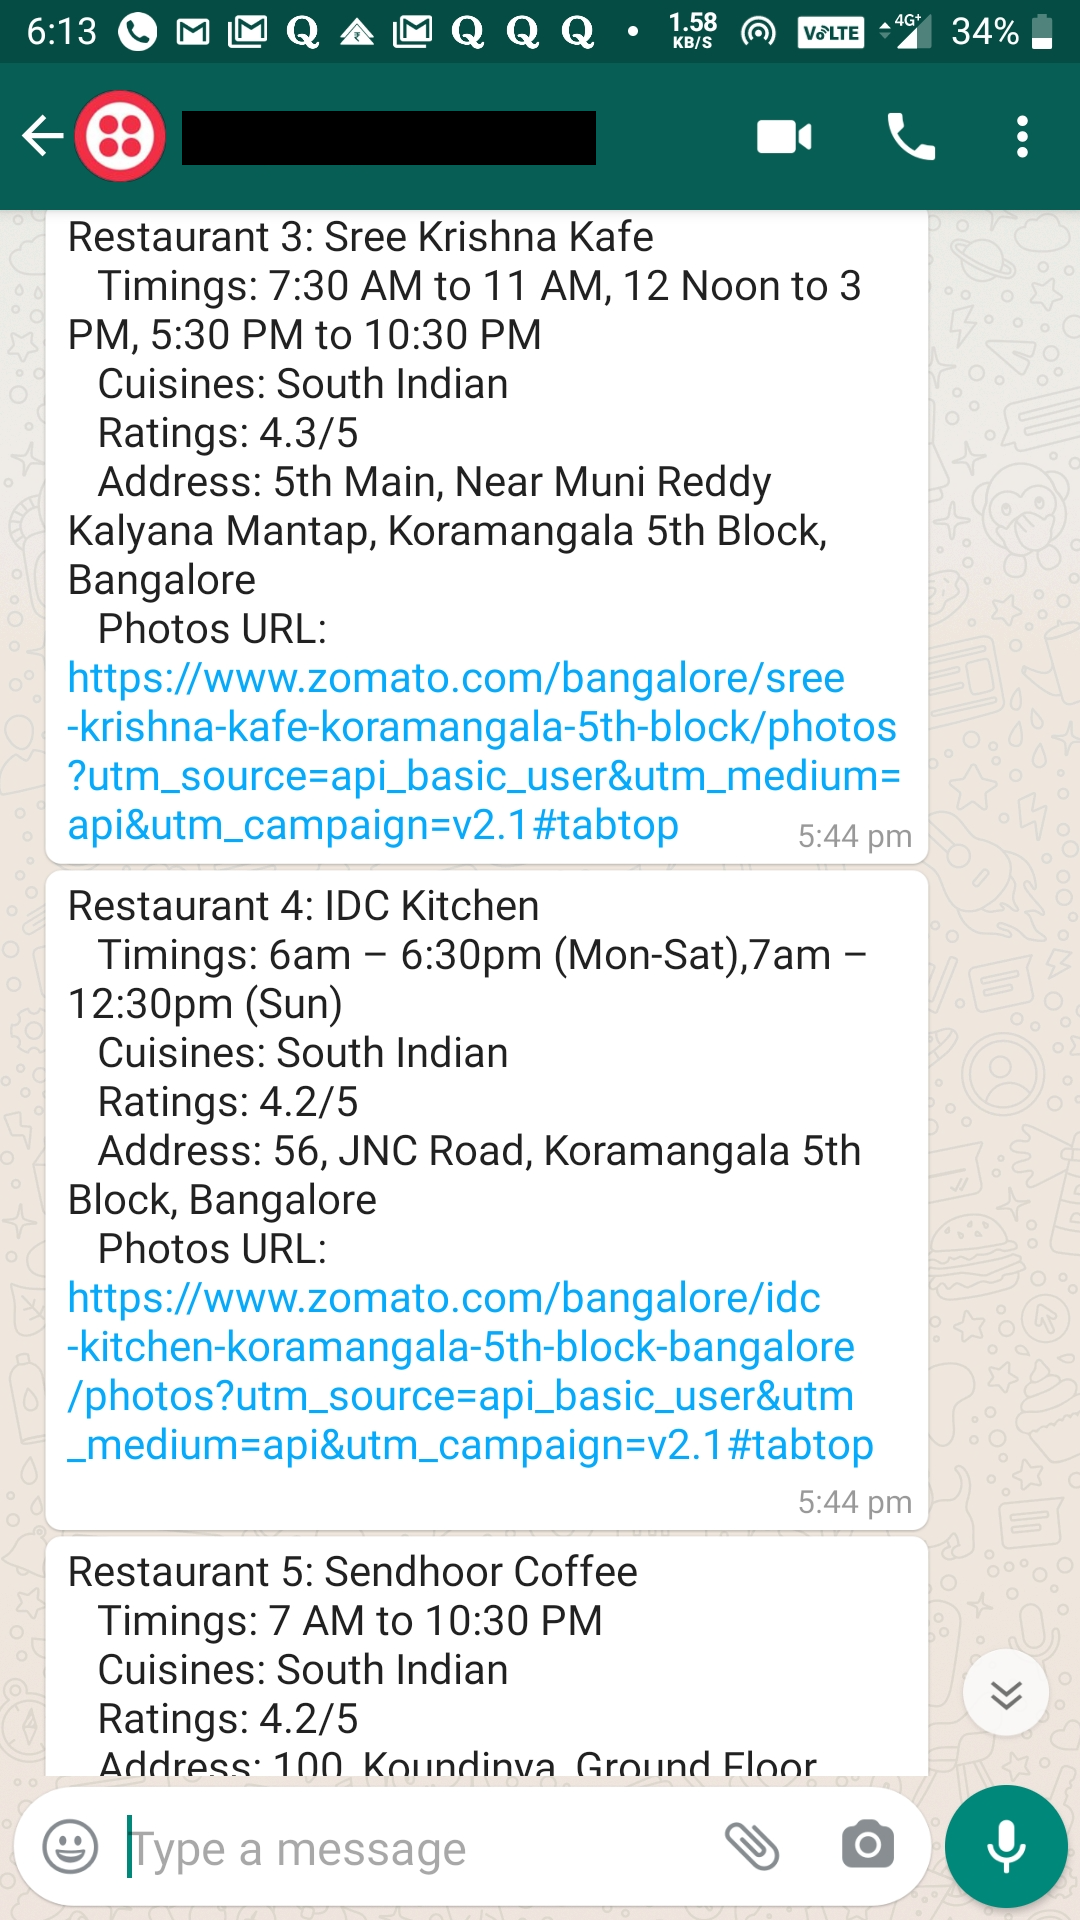 6:13 1.58 KB/S VoLTE 4G+ 34%
Restaurant 3: Sree Krishna Kafe
Timings: 7:30 AM to 11 AM, 12 Noon to 3
PM, 5:30 PM to 10:30 PM
Cuisines: South Indian
Ratings: 4.3/5
Address: 5th Main, Near Muni Reddy
Kalyana Mantap, Koramangala 5th Block,
Bangalore
Photos URL:
https://www.zomato.com/bangalore/sree
-krishna-kafe-koramangala-5th-block/photos
?utm_source=api_basic_user&utm_medium=
api&utm_campaign=v2.1#tabtop
5:44 pm
Restaurant 4: IDC Kitchen
Timings: 6am – 6:30pm (Mon-Sat),7am –
12:30pm (Sun)
Cuisines: South Indian
Ratings: 4.2/5
Address: 56, JNC Road, Koramangala 5th
Block, Bangalore
Photos URL:
https://www.zomato.com/bangalore/idc
-kitchen-koramangala-5th-block-bangalore
/photos?utm_source=api_basic_user&utm
_medium=api&utm_campaign=v2.1#tabtop
5:44 pm
Restaurant 5: Sendhoor Coffee
Timings: 7 AM to 10:30 PM
Cuisines: South Indian
Ratings: 4.2/5
Address: 100, Koundinya, Ground Floor,
Type a message